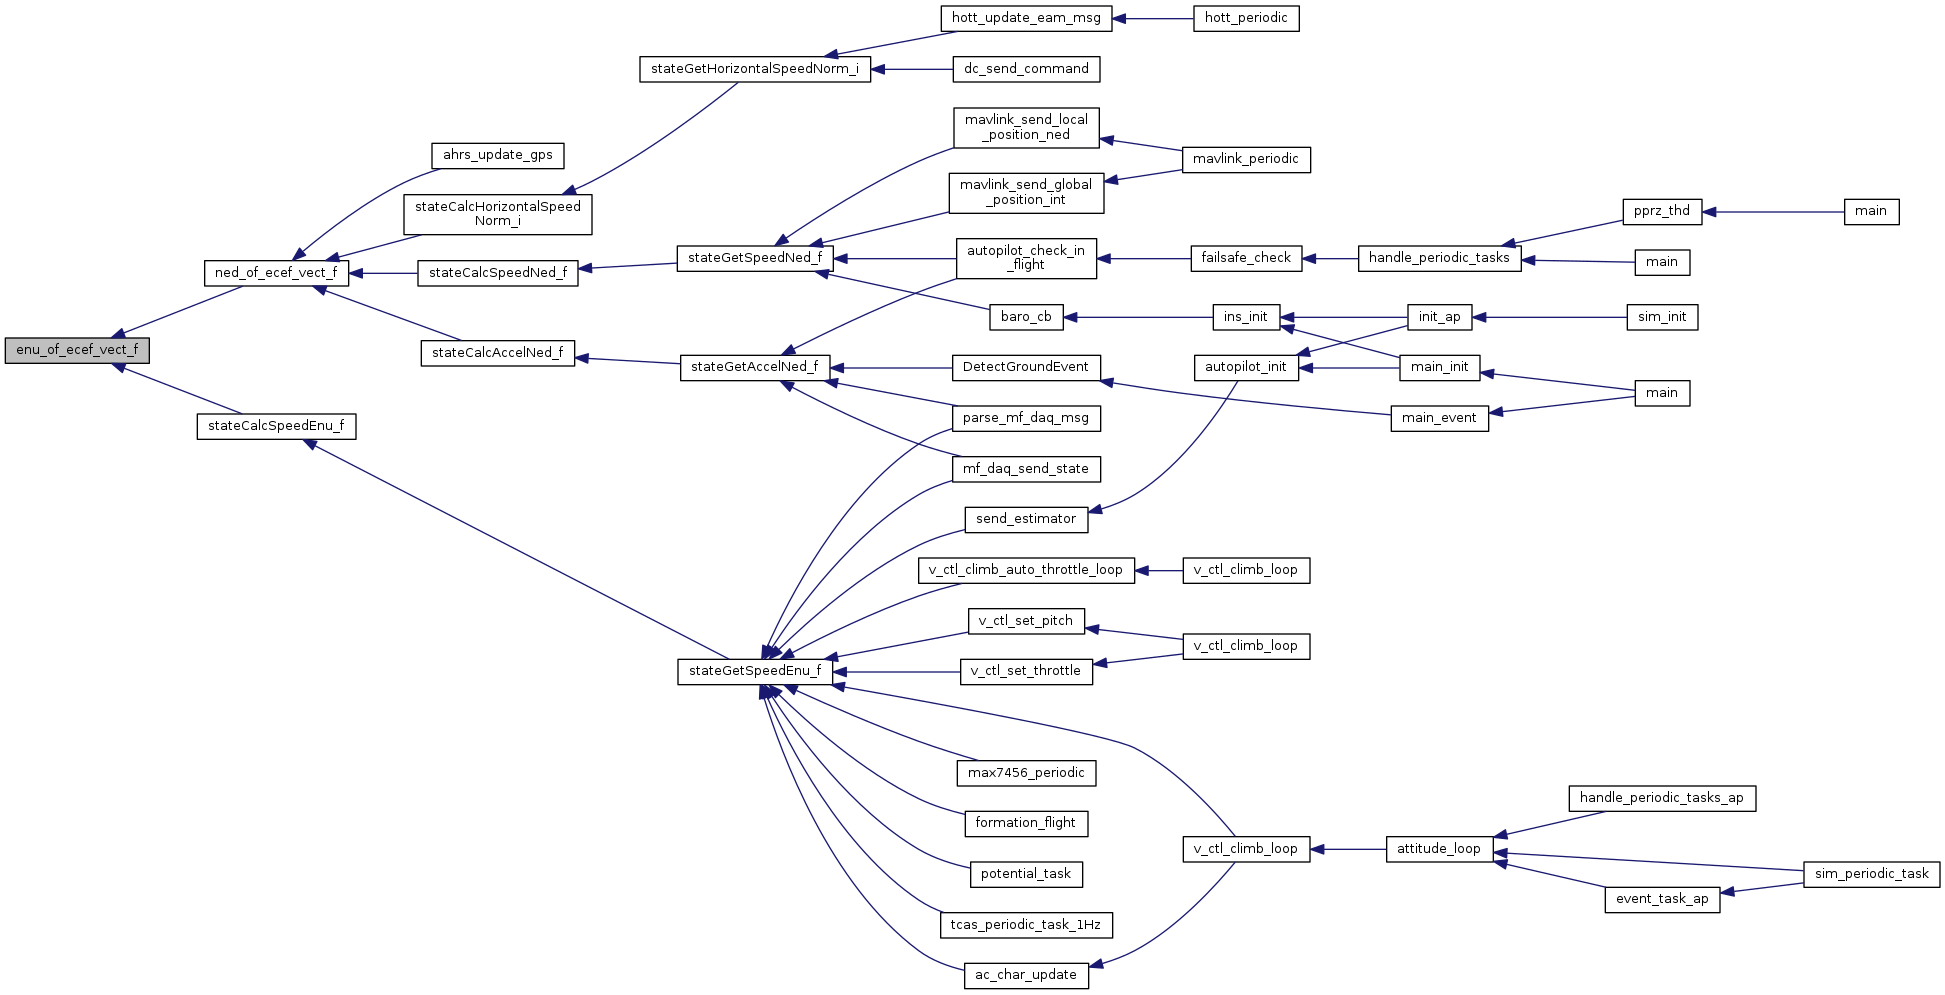 hott_update_eam_msg
hott_periodic
stateGetHorizontalSpeedNorm_i
dc_send_command
mavlink_send_local
_position_ned
ahrs_update_gps
mavlink_periodic
mavlink_send_global
_position_int
stateCalcHorizontalSpeed
Norm_i
pprz_thd
main
autopilot_check_in
_flight
stateGetSpeedNed_f
failsafe_check
handle_periodic_tasks
main
ned_of_ecef_vect_f
stateCalcSpeedNed_f
baro_cb
ins_init
init_ap
sim_init
enu_of_ecef_vect_f
stateCalcAccelNed_f
stateGetAccelNed_f
DetectGroundEvent
autopilot_init
main_init
main
parse_mf_daq_msg
main_event
stateCalcSpeedEnu_f
mf_daq_send_state
send_estimator
v_ctl_climb_auto_throttle_loop
v_ctl_climb_loop
v_ctl_set_pitch
v_ctl_climb_loop
stateGetSpeedEnu_f
v_ctl_set_throttle
max7456_periodic
handle_periodic_tasks_ap
formation_flight
v_ctl_climb_loop
attitude_loop
potential_task
sim_periodic_task
event_task_ap
tcas_periodic_task_1Hz
ac_char_update